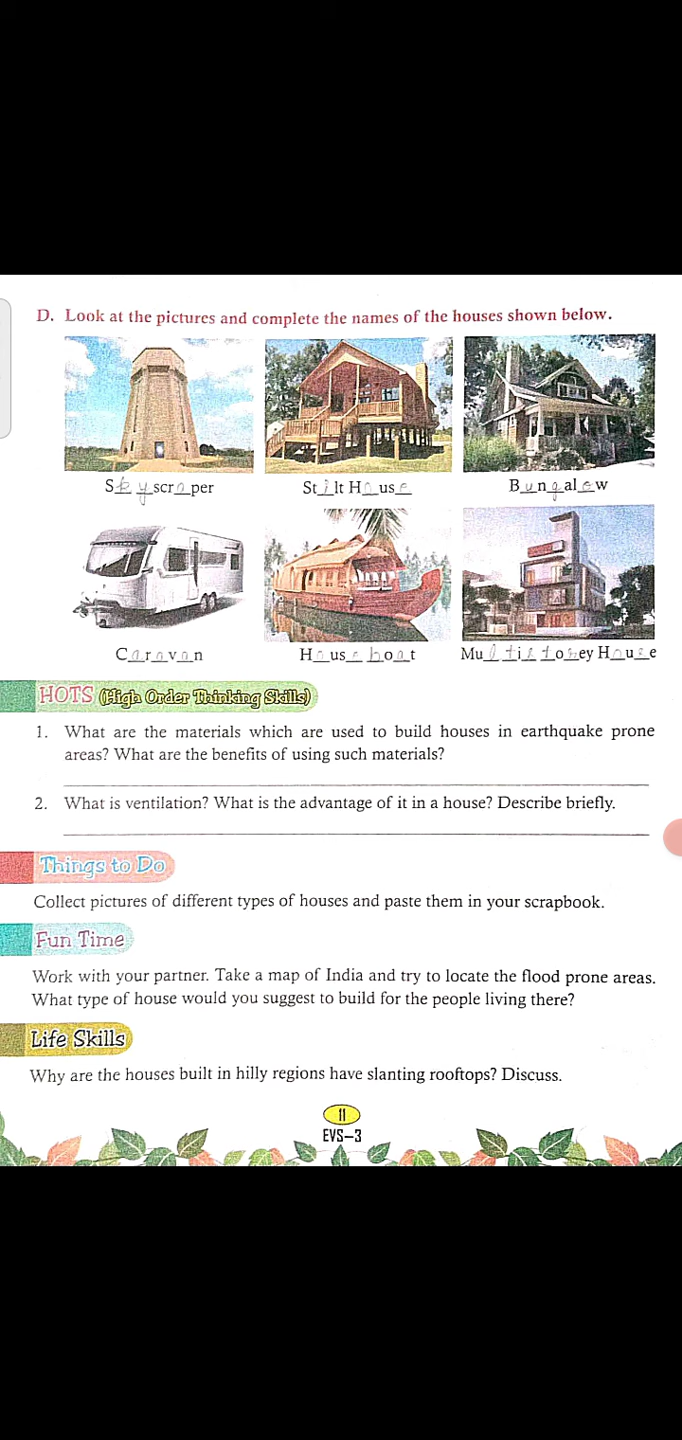 D. Look at the pictures and complete the names of the houses shown below.
Skyscraper
Stilt House
Bungalow
Caravan
Houseboat
Multistorey House
HOTS (High Order Thinking Skills)
1. What are the materials which are used to build houses in earthquake prone
areas? What are the benefits of using such materials?
2. What is ventilation? What is the advantage of it in a house? Describe briefly.
Things to Do
Collect pictures of different types of houses and paste them in your scrapbook.
Fun Time
Work with your partner. Take a map of India and try to locate the flood prone areas.
What type of house would you suggest to build for the people living there?
Life Skills
Why are the houses built in hilly regions have slanting rooftops? Discuss.
11
EVS–3